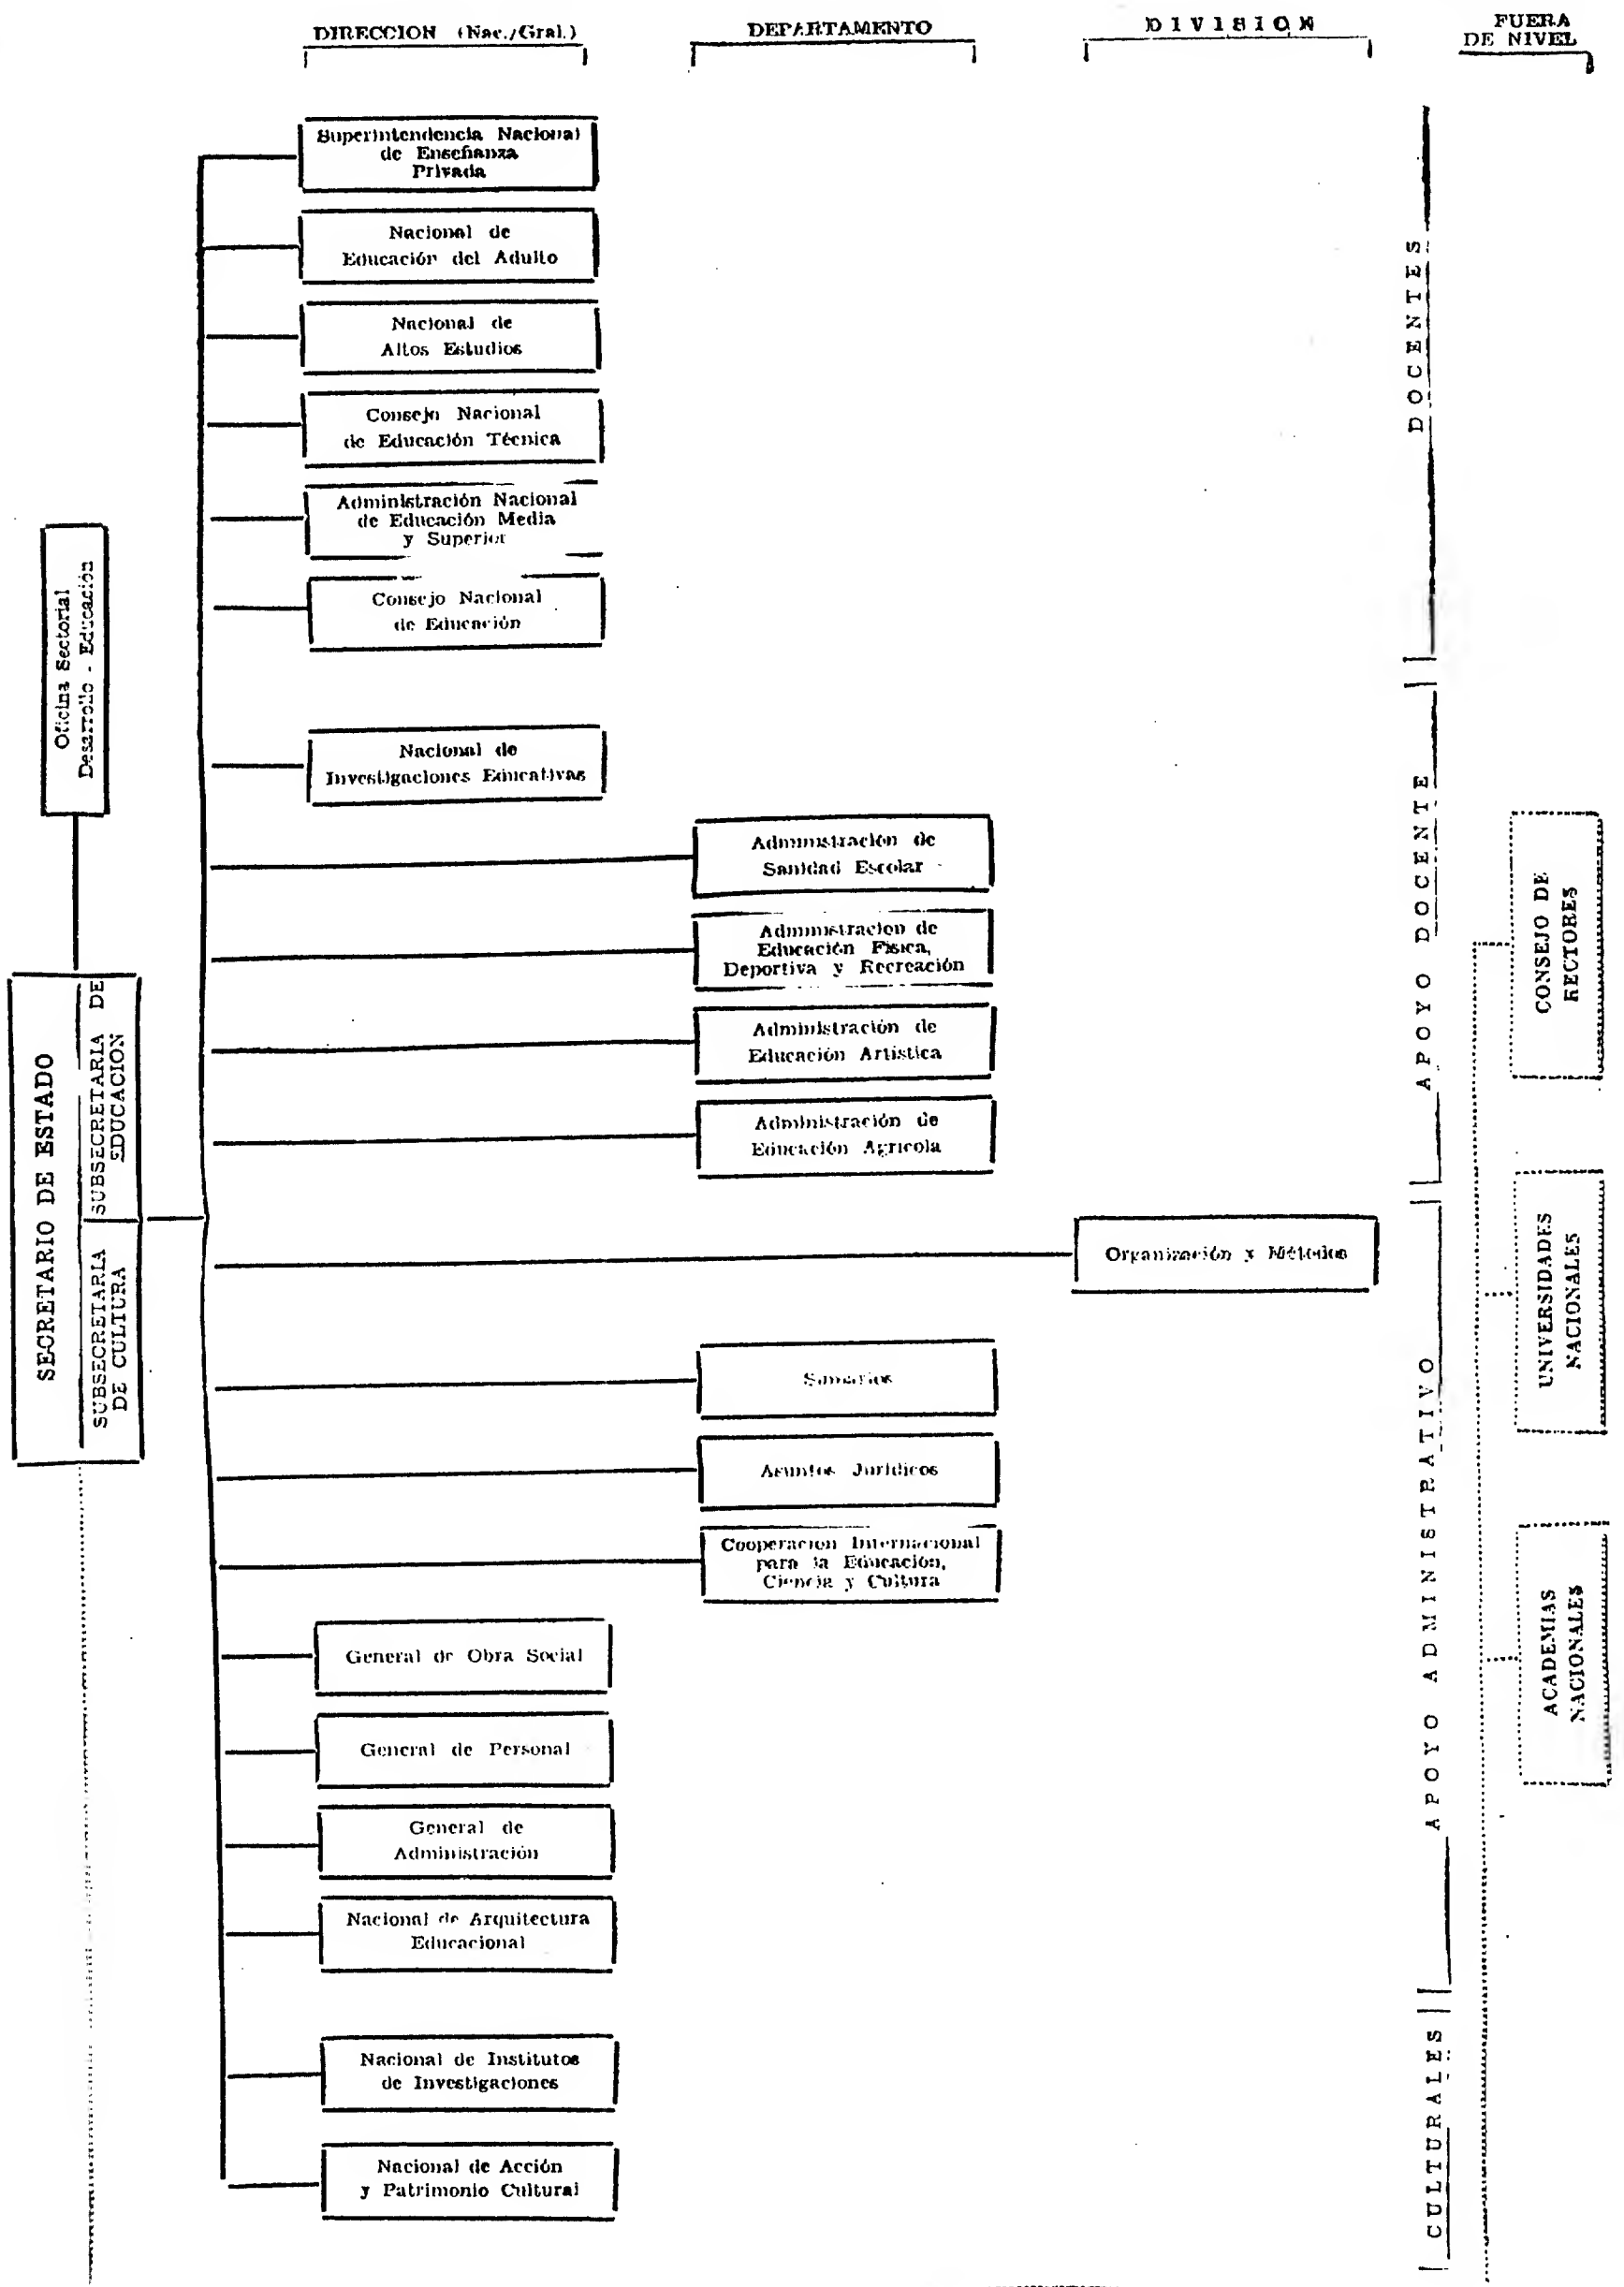 DIRECCION (Nac./Gral.)
DEPARTAMENTO
DIVISION
FUERA
DE NIVEL
Superintendencia Nacional
de Enseñanza
Privada
Nacional de
Educación del Adulto
Nacional de
Altos Estudios
Consejo Nacional
de Educación Técnica
Administración Nacional
de Educación Media
y Superior
Consejo Nacional
de Educación
Nacional de
Investigaciones Educativas
Administración de
Sanidad Escolar
Administracion de
Educación Física,
Deportiva y Recreación
Administración de
Educación Artística
Administración de
Educación Agrícola
Organización y Métodos
Sumarios
Asuntos Jurídicos
Cooperacion Internacional
para la Educación,
Ciencia y Cultura
General de Obra Social
General de Personal
General de
Administración
Nacional de Arquitectura
Educacional
Nacional de Institutos
de Investigaciones
Nacional de Acción
y Patrimonio Cultural
Oficina Sectorial
Desarrollo - Educación
SECRETARIO DE ESTADO
SUBSECRETARIA DE
EDUCACION
SUBSECRETARIA
DE CULTURA
DOCENTES
APOYO DOCENTE
APOYO ADMINISTRATIVO
CULTURALES
CONSEJO DE
RECTORES
UNIVERSIDADES
NACIONALES
ACADEMIAS
NACIONALES